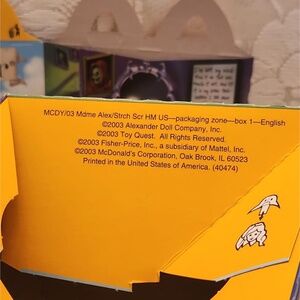 MCDY/03 Mdme Alex/Strch Scr HM US—packaging zone—box 1—English
©2003 Alexander Doll Company, Inc.
©2003 Toy Quest. All Rights Reserved.
©2003 Fisher-Price, Inc., a subsidiary of Mattel, Inc.
©2003 McDonald's Corporation, Oak Brook, IL 60523
Printed in the United States of America. (40474)